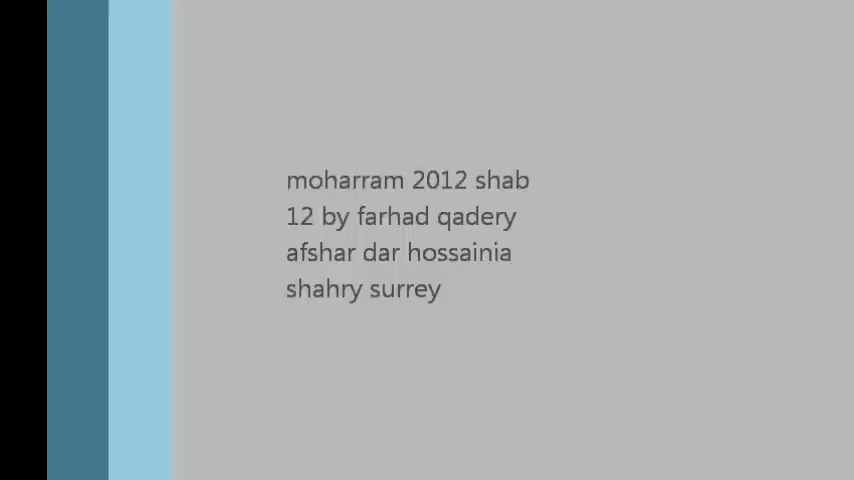 moharram 2012 shab
12 by farhad qadery
afshar dar hossainia
shahry surrey